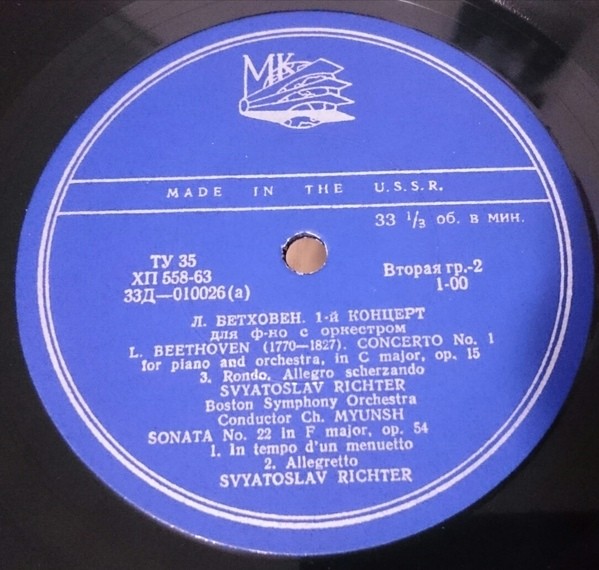 МК
MADE IN THE U.S.S.R.
33 1/3 об. в мин.
ТУ 35
ХП 558-63
33Д—010026(а)
Вторая гр.-2
1-00
Л. БЕТХОВЕН. 1-й КОНЦЕРТ
для ф-но с оркестром
L. BEETHOVEN (1770—1827). CONCERTO No. 1
for piano and orchestra, in C major, op. 15
3. Rondo. Allegro scherzando
SVYATOSLAV RICHTER
Boston Symphony Orchestra
Conductor Ch. MYUNSH
SONATA No. 22 in F major, op. 54
1. In tempo d'un menuetto
2. Allegretto
SVYATOSLAV RICHTER